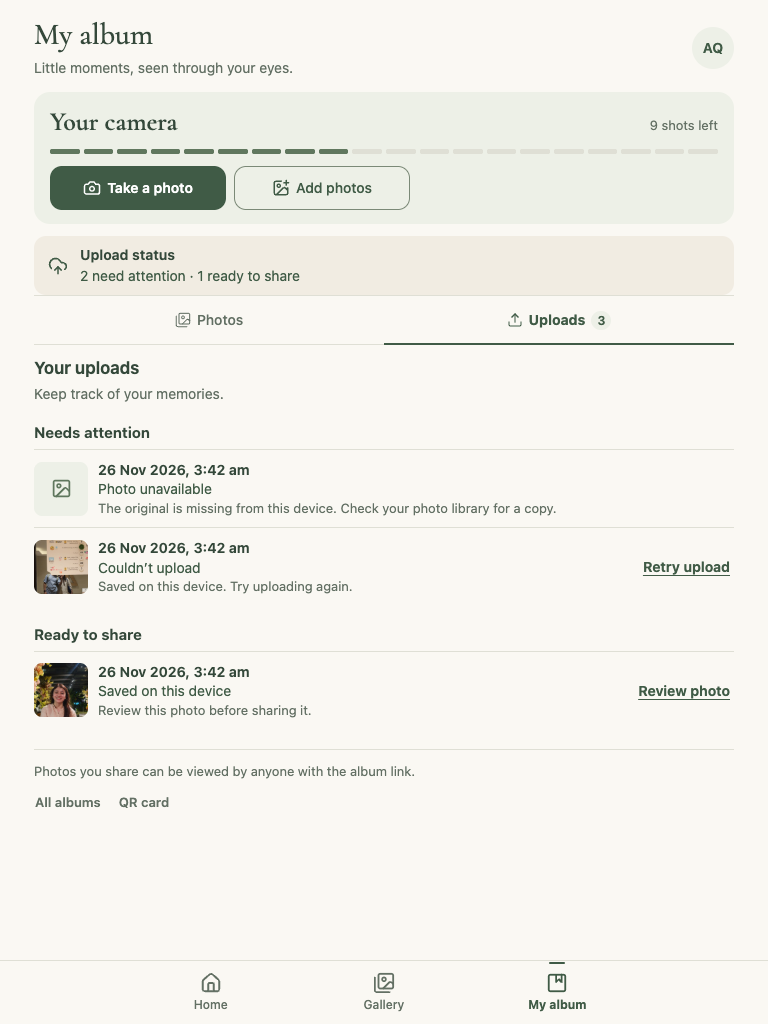 My album
Little moments, seen through your eyes.
AQ
Your camera
9 shots left
Take a photo
Add photos
Upload status
2 need attention · 1 ready to share
Photos
Uploads 3
Your uploads
Keep track of your memories.
Needs attention
26 Nov 2026, 3:42 am
Photo unavailable
The original is missing from this device. Check your photo library for a copy.
26 Nov 2026, 3:42 am
Couldn’t upload
Saved on this device. Try uploading again.
Retry upload
Ready to share
26 Nov 2026, 3:42 am
Saved on this device
Review this photo before sharing it.
Review photo
Photos you share can be viewed by anyone with the album link.
All albums
QR card
Home
Gallery
My album